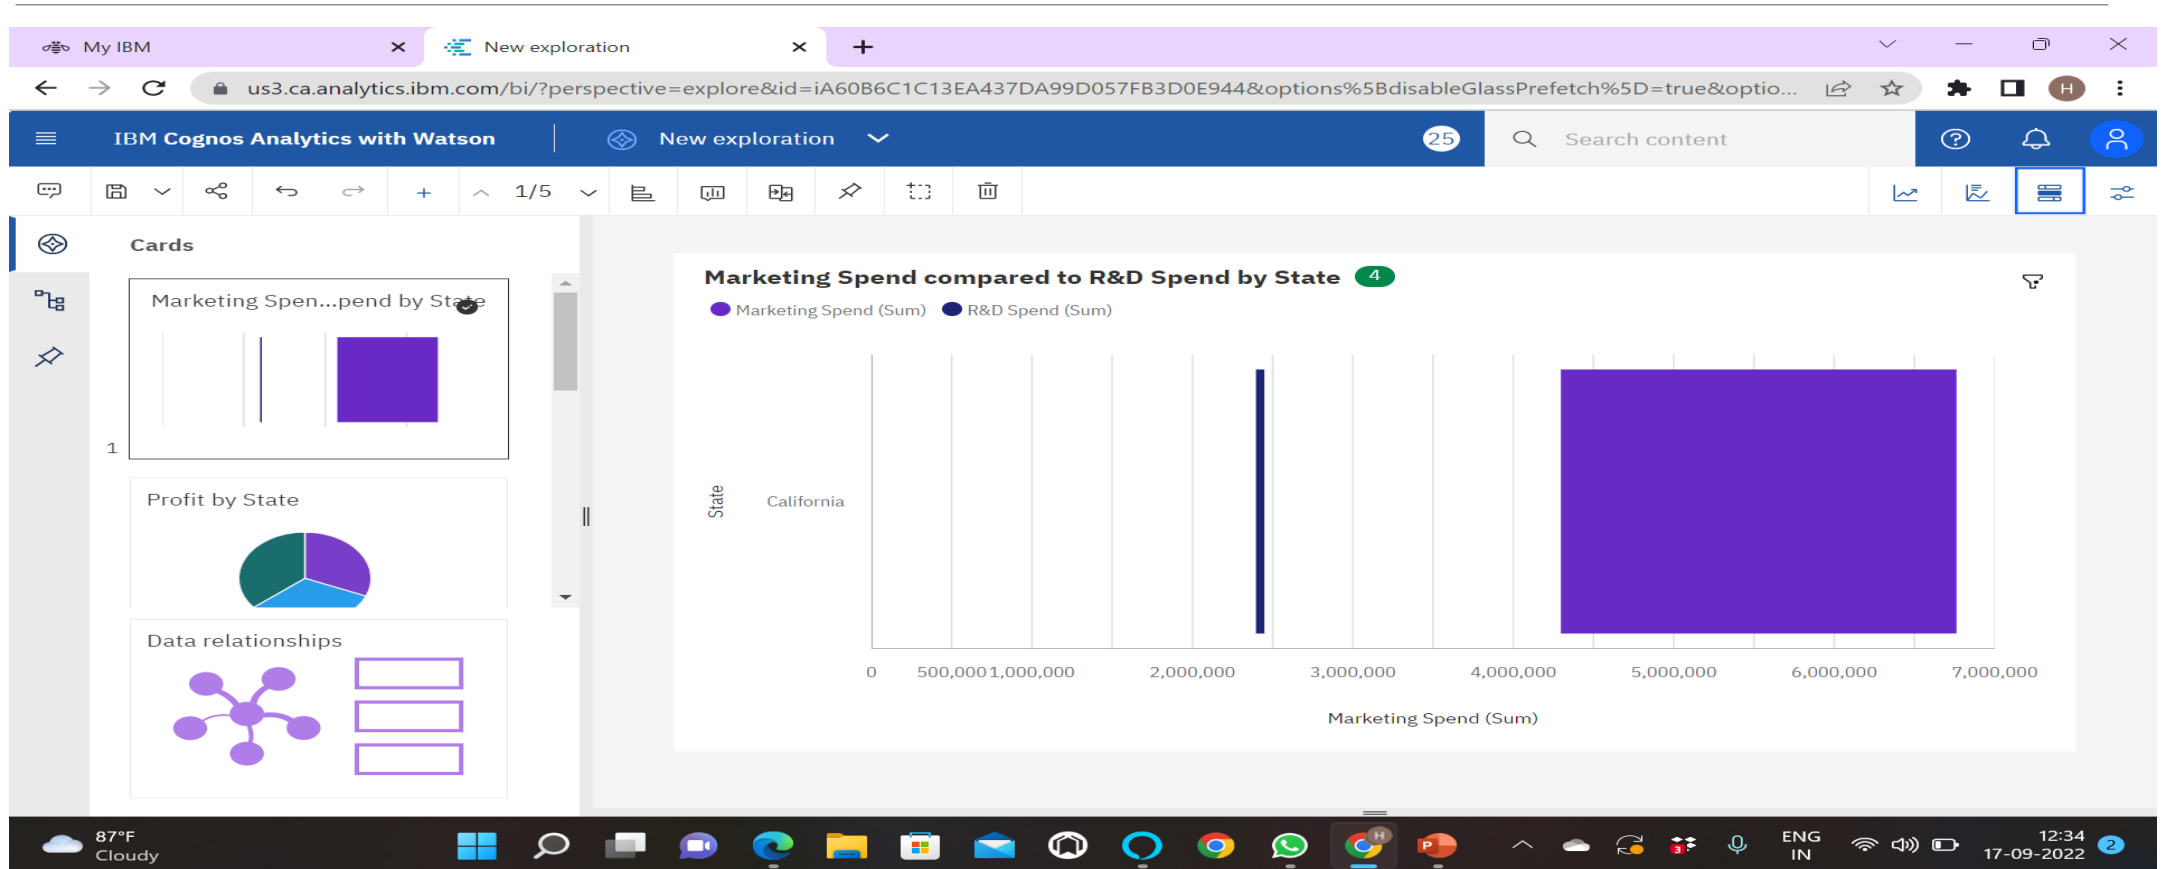 My IBM
New exploration
us3.ca.analytics.ibm.com/bi/?perspective=explore&id=iA60B6C1C13EA437DA99D057FB3D0E944&options%5BdisableGlassPrefetch%5D=true&optio...
H
IBM Cognos Analytics with Watson
New exploration
25
Search content
1/5
Cards
Marketing Spen...pend by State
1
Profit by State
Data relationships
Marketing Spend compared to R&D Spend by State 4
Marketing Spend (Sum) R&D Spend (Sum)
State
California
0 500,000 1,000,000 2,000,000 3,000,000 4,000,000 5,000,000 6,000,000 7,000,000
Marketing Spend (Sum)
87°F
Cloudy
H
P
3
ENG
IN
12:34
17-09-2022
2